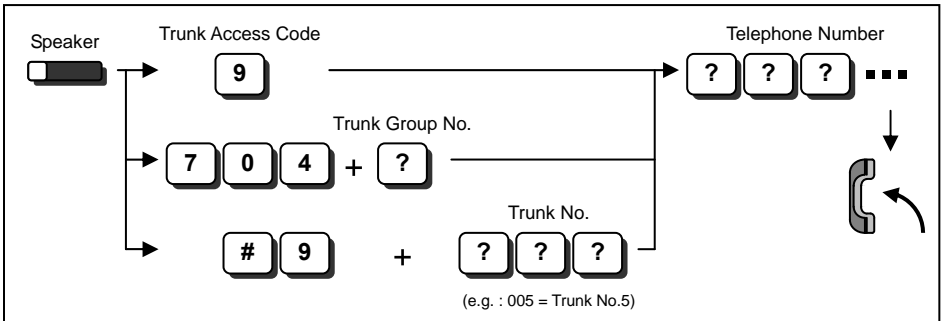 Speaker
Trunk Access Code
9
Telephone Number
? ? ? ...
Trunk Group No.
7 0 4 + ?
Trunk No.
# 9 + ? ? ?
(e.g. : 005 = Trunk No.5)